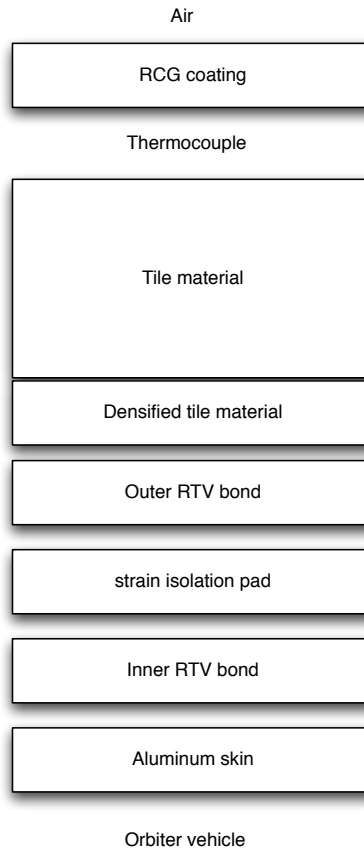 Air
RCG coating
Thermocouple
Tile material
Densified tile material
Outer RTV bond
strain isolation pad
Inner RTV bond
Aluminum skin
Orbiter vehicle